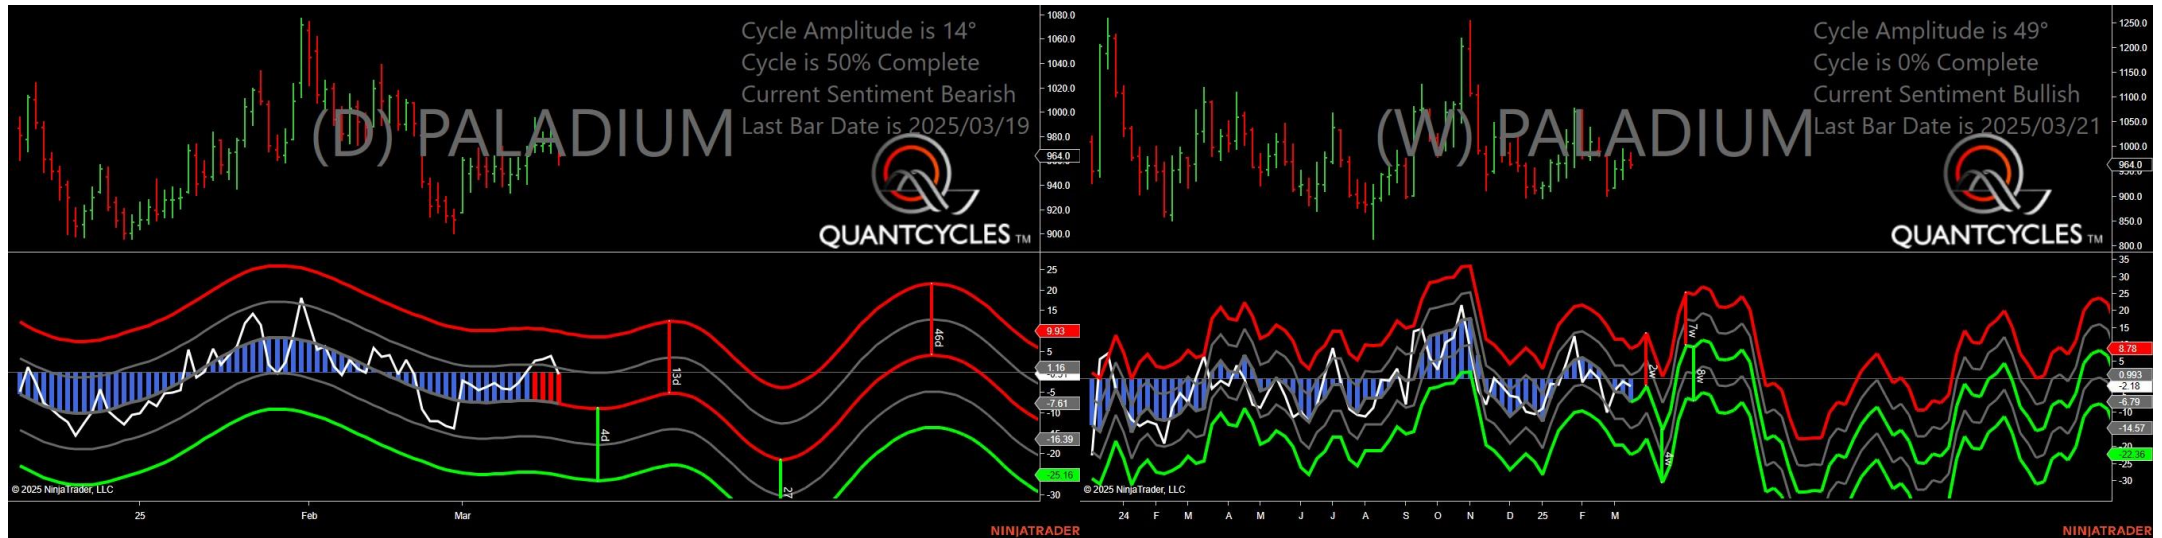 Cycle Amplitude is 14°
Cycle is 50% Complete
Current Sentiment Bearish
Last Bar Date is 2025/03/19
(D) PALADIUM
QUANTCYCLES TM
1080.0
1060.0
1040.0
1020.0
1000.0
980.0
964.0
940.0
920.0
900.0
25
20
15
9.93
5
1.16
-7.61
-10
-16.39
-20
-25.16
-30
13d
46d
4d
27
© 2025 NinjaTrader, LLC
25 Feb Mar
NINJATRADER
Cycle Amplitude is 49°
Cycle is 0% Complete
Current Sentiment Bullish
Last Bar Date is 2025/03/21
(W) PALADIUM
QUANTCYCLES TM
1250.0
1200.0
1150.0
1100.0
1050.0
1000.0
964.0
950.0
900.0
850.0
800.0
35
30
25
20
15
8.78
5
0.993
-2.18
-6.79
-10
-14.57
-20
-22.36
-25
-30
7w
2w
8w
4w
© 2025 NinjaTrader, LLC
24 F M A M J J A S O N D 25 F M
NINJATRADER